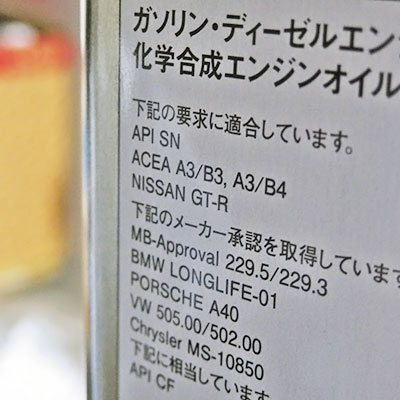 ガソリン・ディーゼルエン
化学合成エンジンオイル
下記の要求に適合しています。
API SN
ACEA A3/B3, A3/B4
NISSAN GT-R
下記のメーカー承認を取得しています
MB-Approval 229.5/229.3
BMW LONGLIFE-01
PORSCHE A40
VW 505.00/502.00
Chrysler MS-10850
下記に相当しています
API CF